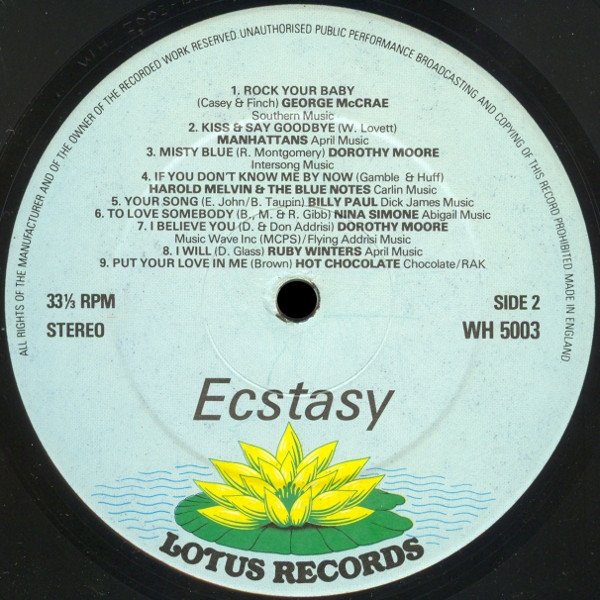 ALL RIGHTS OF THE MANUFACTURER AND OF THE OWNER OF THE RECORDED WORK RESERVED. UNAUTHORISED PUBLIC PERFORMANCE BROADCASTING AND COPYING OF THIS RECORD PROHIBITED MADE IN ENGLAND
1. ROCK YOUR BABY
(Casey & Finch) GEORGE McCRAE
Southern Music
2. KISS & SAY GOODBYE (W. Lovett)
MANHATTANS April Music
3. MISTY BLUE (R. Montgomery) DOROTHY MOORE
Intersong Music
4. IF YOU DON'T KNOW ME BY NOW (Gamble & Huff)
HAROLD MELVIN & THE BLUE NOTES Carlin Music
5. YOUR SONG (E. John/B. Taupin) BILLY PAUL Dick James Music
6. TO LOVE SOMEBODY (B., M. & R. Gibb) NINA SIMONE Abigail Music
7. I BELIEVE YOU (D. & Don Addrisi) DOROTHY MOORE
Music Wave Inc (MCPS)/Flying Addrisi Music
8. I WILL (D. Glass) RUBY WINTERS April Music
9. PUT YOUR LOVE IN ME (Brown) HOT CHOCOLATE Chocolate/RAK
33⅓ RPM
STEREO
SIDE 2
WH 5003
Ecstasy
LOTUS RECORDS